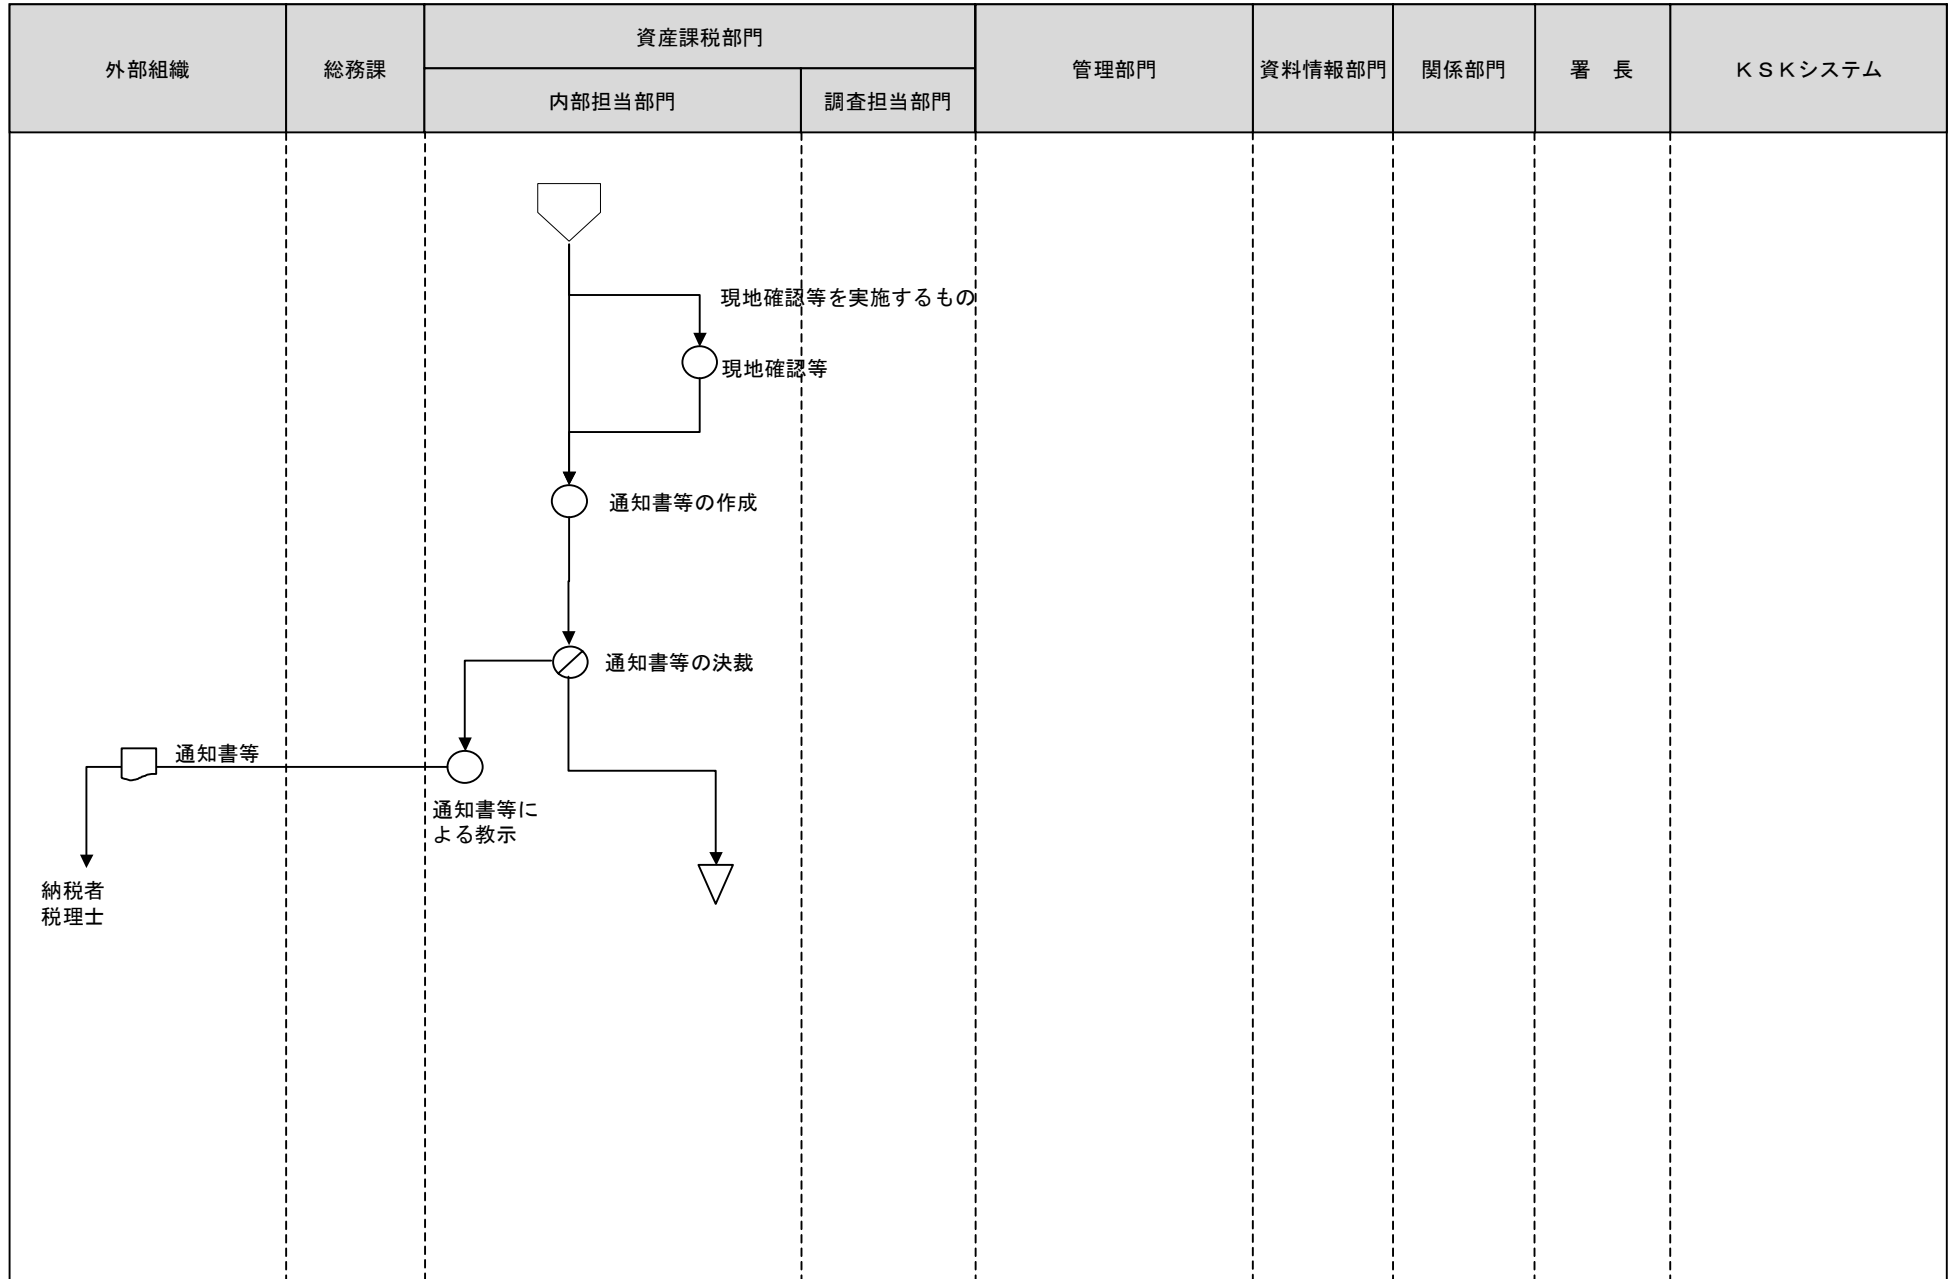 外部組織
総務課
資産課税部門
内部担当部門
調査担当部門
管理部門
資料情報部門
関係部門
署　長
ＫＳＫシステム
現地確認等を実施するもの
現地確認等
通知書等の作成
通知書等の決裁
通知書等
通知書等に
よる教示
納税者
税理士